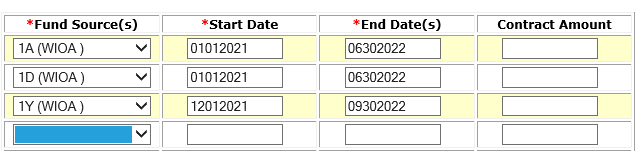 *Fund Source(s) *Start Date *End Date(s) Contract Amount
1A (WIOA ) 01012021 06302022
1D (WIOA ) 01012021 06302022
1Y (WIOA ) 12012021 09302022